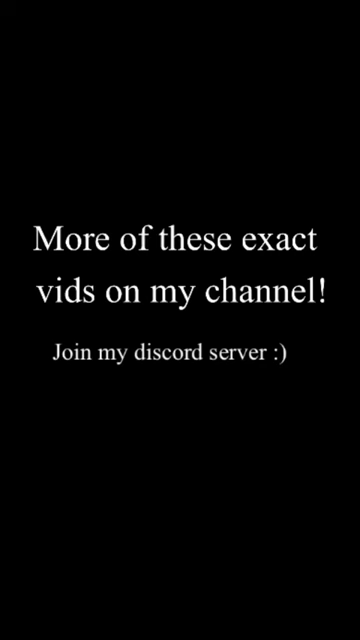 More of these exact
vids on my channel!
Join my discord server :)